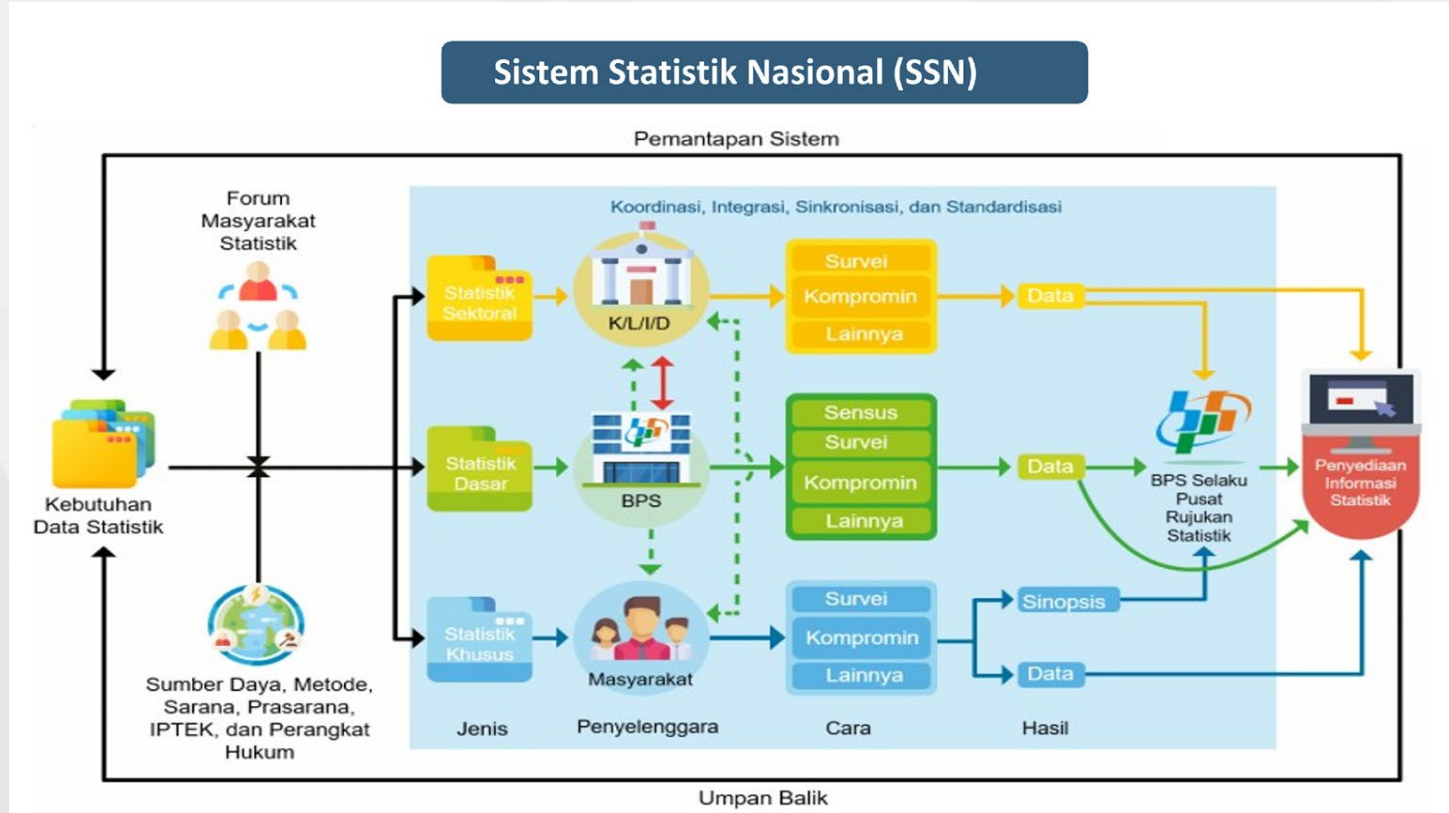 Sistem Statistik Nasional (SSN)
Pemantapan Sistem
Forum
Masyarakat
Statistik
Koordinasi, Integrasi, Sinkronisasi, dan Standardisasi
Kebutuhan
Data Statistik
Sumber Daya, Metode,
Sarana, Prasarana,
IPTEK, dan Perangkat
Hukum
Statistik
Sektoral
K/L/I/D
Survei
Kompromin
Lainnya
Data
Statistik
Dasar
BPS
Sensus
Survei
Kompromin
Lainnya
Data
BPS Selaku
Pusat
Rujukan
Statistik
Penyediaan
Informasi
Statistik
Statistik
Khusus
Masyarakat
Survei
Kompromin
Lainnya
Sinopsis
Data
Jenis
Penyelenggara
Cara
Hasil
Umpan Balik